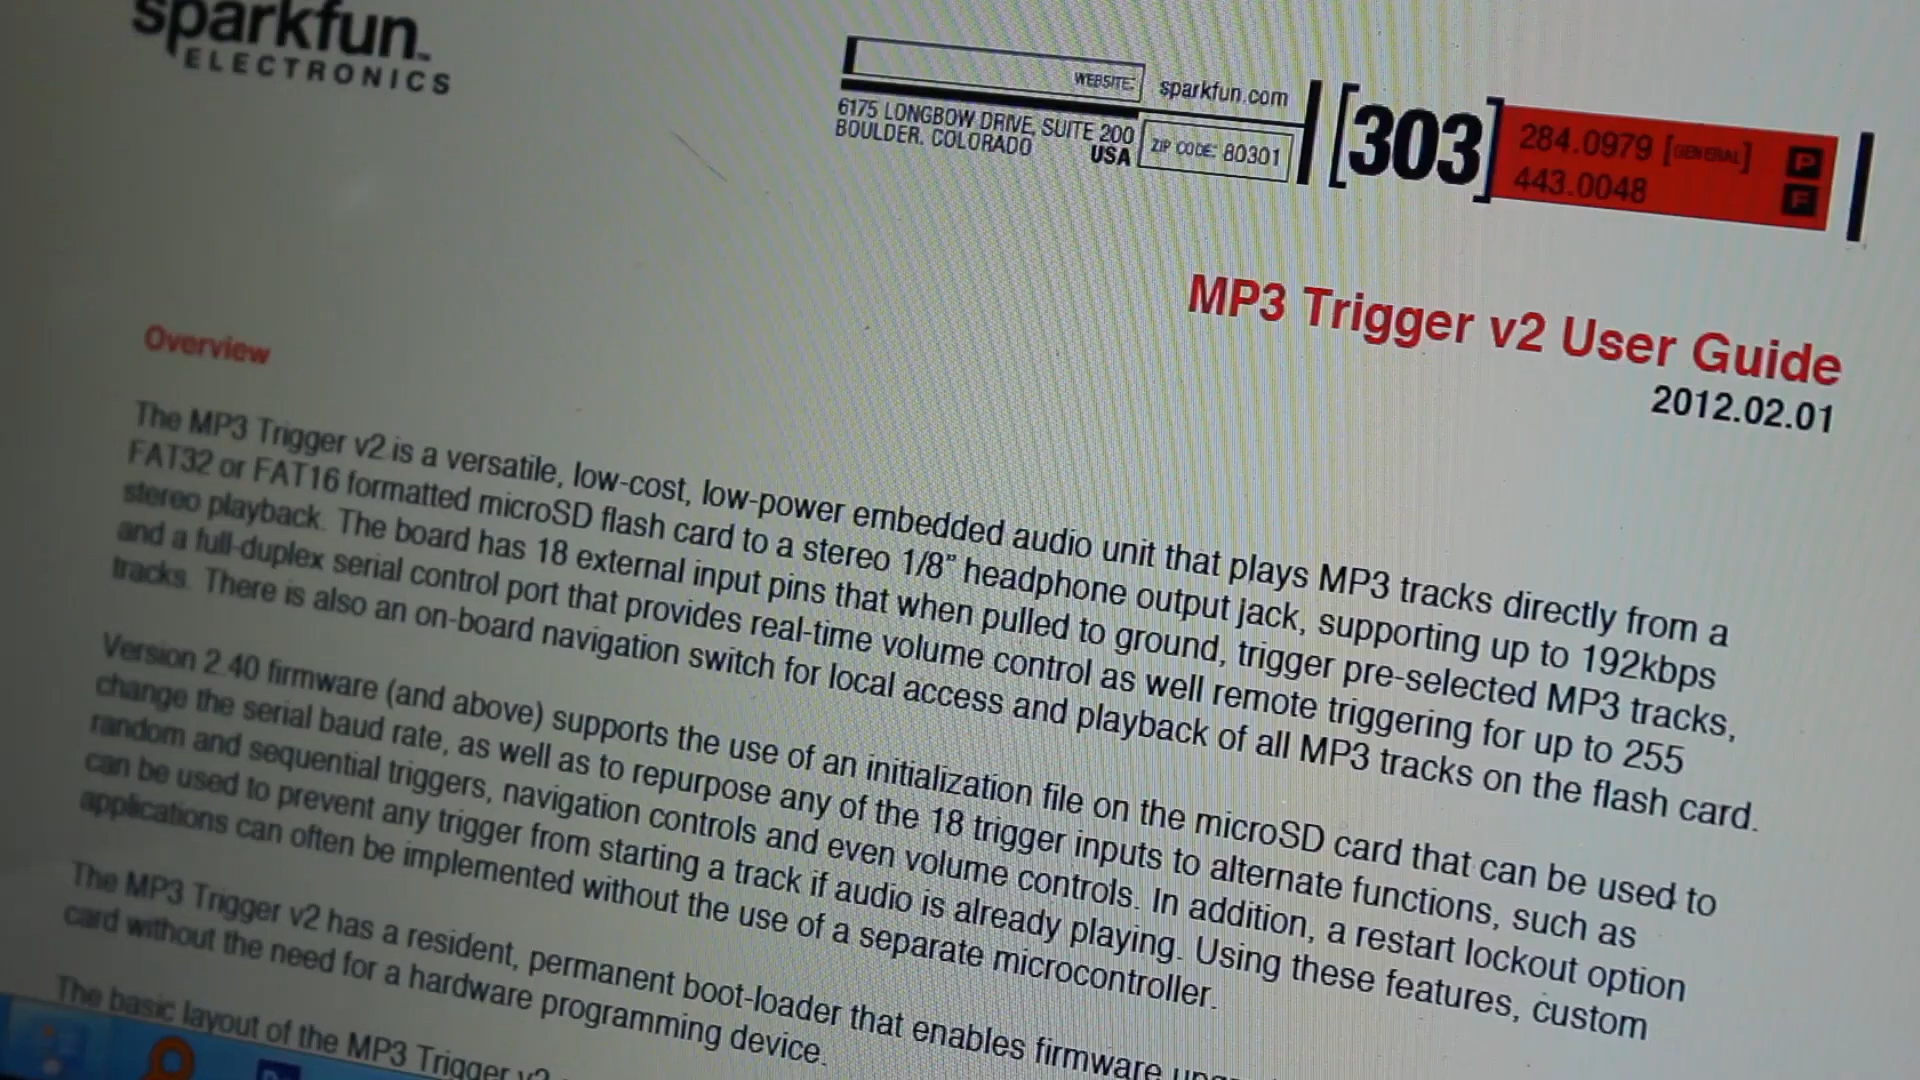 sparkfun™
ELECTRONICS
WEBSITE: sparkfun.com
6175 LONGBOW DRIVE, SUITE 200
BOULDER. COLORADO
USA
ZIP CODE: 80301
[303]
284.0979 [GENERAL] P
443.0048 F
MP3 Trigger v2 User Guide
2012.02.01
Overview
The MP3 Trigger v2 is a versatile, low-cost, low-power embedded audio unit that plays MP3 tracks directly from a
FAT32 or FAT16 formatted microSD flash card to a stereo 1/8” headphone output jack, supporting up to 192kbps
stereo playback. The board has 18 external input pins that when pulled to ground, trigger pre-selected MP3 tracks,
and a full-duplex serial control port that provides real-time volume control as well remote triggering for up to 255
tracks. There is also an on-board navigation switch for local access and playback of all MP3 tracks on the flash card.
Version 2.40 firmware (and above) supports the use of an initialization file on the microSD card that can be used to
change the serial baud rate, as well as to repurpose any of the 18 trigger inputs to alternate functions, such as
random and sequential triggers, navigation controls and even volume controls. In addition, a restart lockout option
can be used to prevent any trigger from starting a track if audio is already playing. Using these features, custom
applications can often be implemented without the use of a separate microcontroller.
The MP3 Trigger v2 has a resident, permanent boot-loader that enables firmware
card without the need for a hardware programming device.
The basic layout of the MP3 Trigger v2